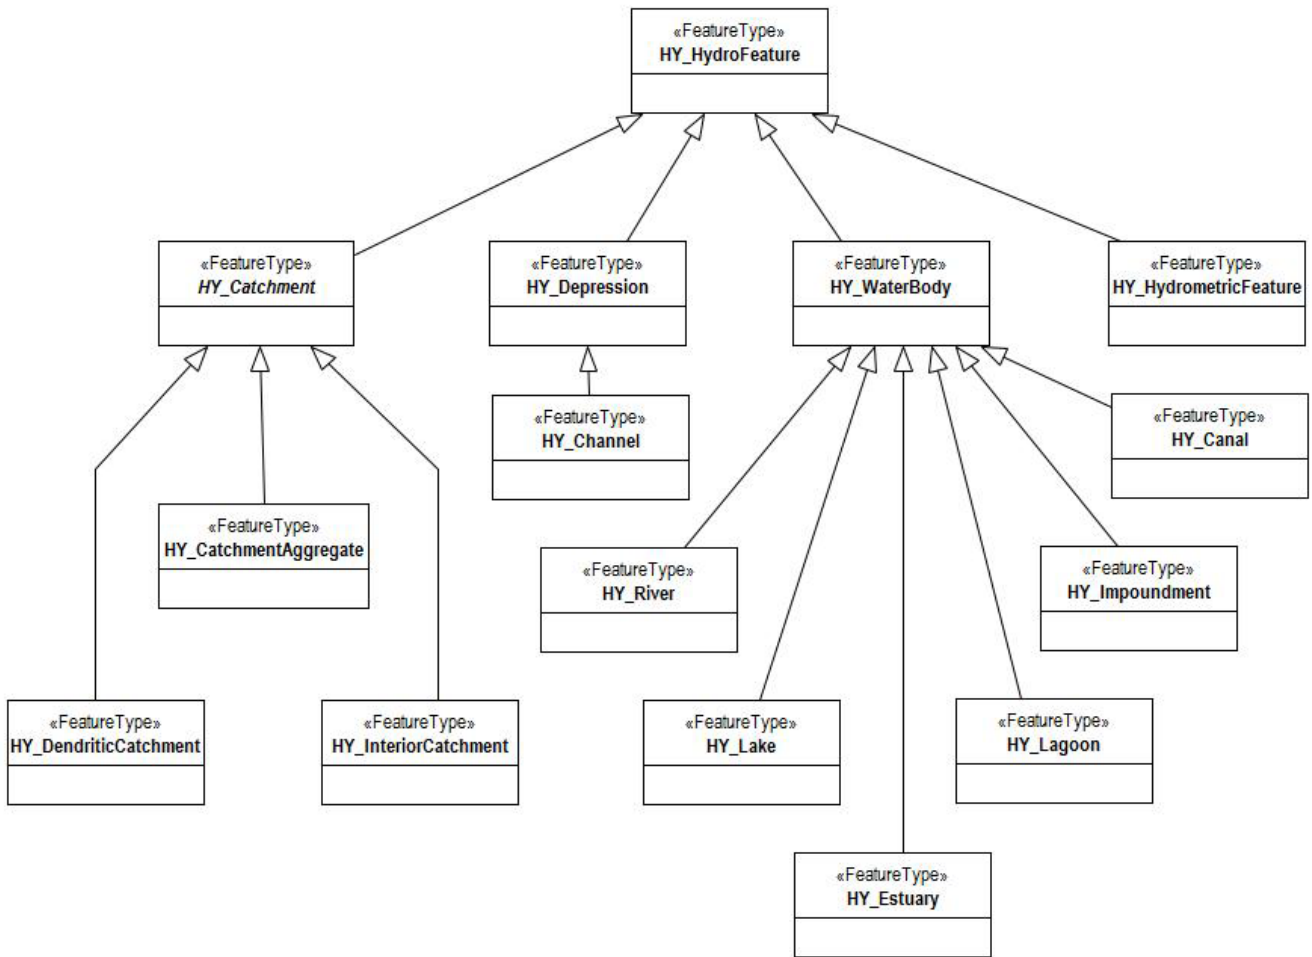 «FeatureType»
HY_HydroFeature
«FeatureType»
HY_Catchment
«FeatureType»
HY_Depression
«FeatureType»
HY_WaterBody
«FeatureType»
HY_HydrometricFeature
«FeatureType»
HY_Channel
«FeatureType»
HY_Canal
«FeatureType»
HY_CatchmentAggregate
«FeatureType»
HY_River
«FeatureType»
HY_Impoundment
«FeatureType»
HY_DendriticCatchment
«FeatureType»
HY_InteriorCatchment
«FeatureType»
HY_Lake
«FeatureType»
HY_Lagoon
«FeatureType»
HY_Estuary